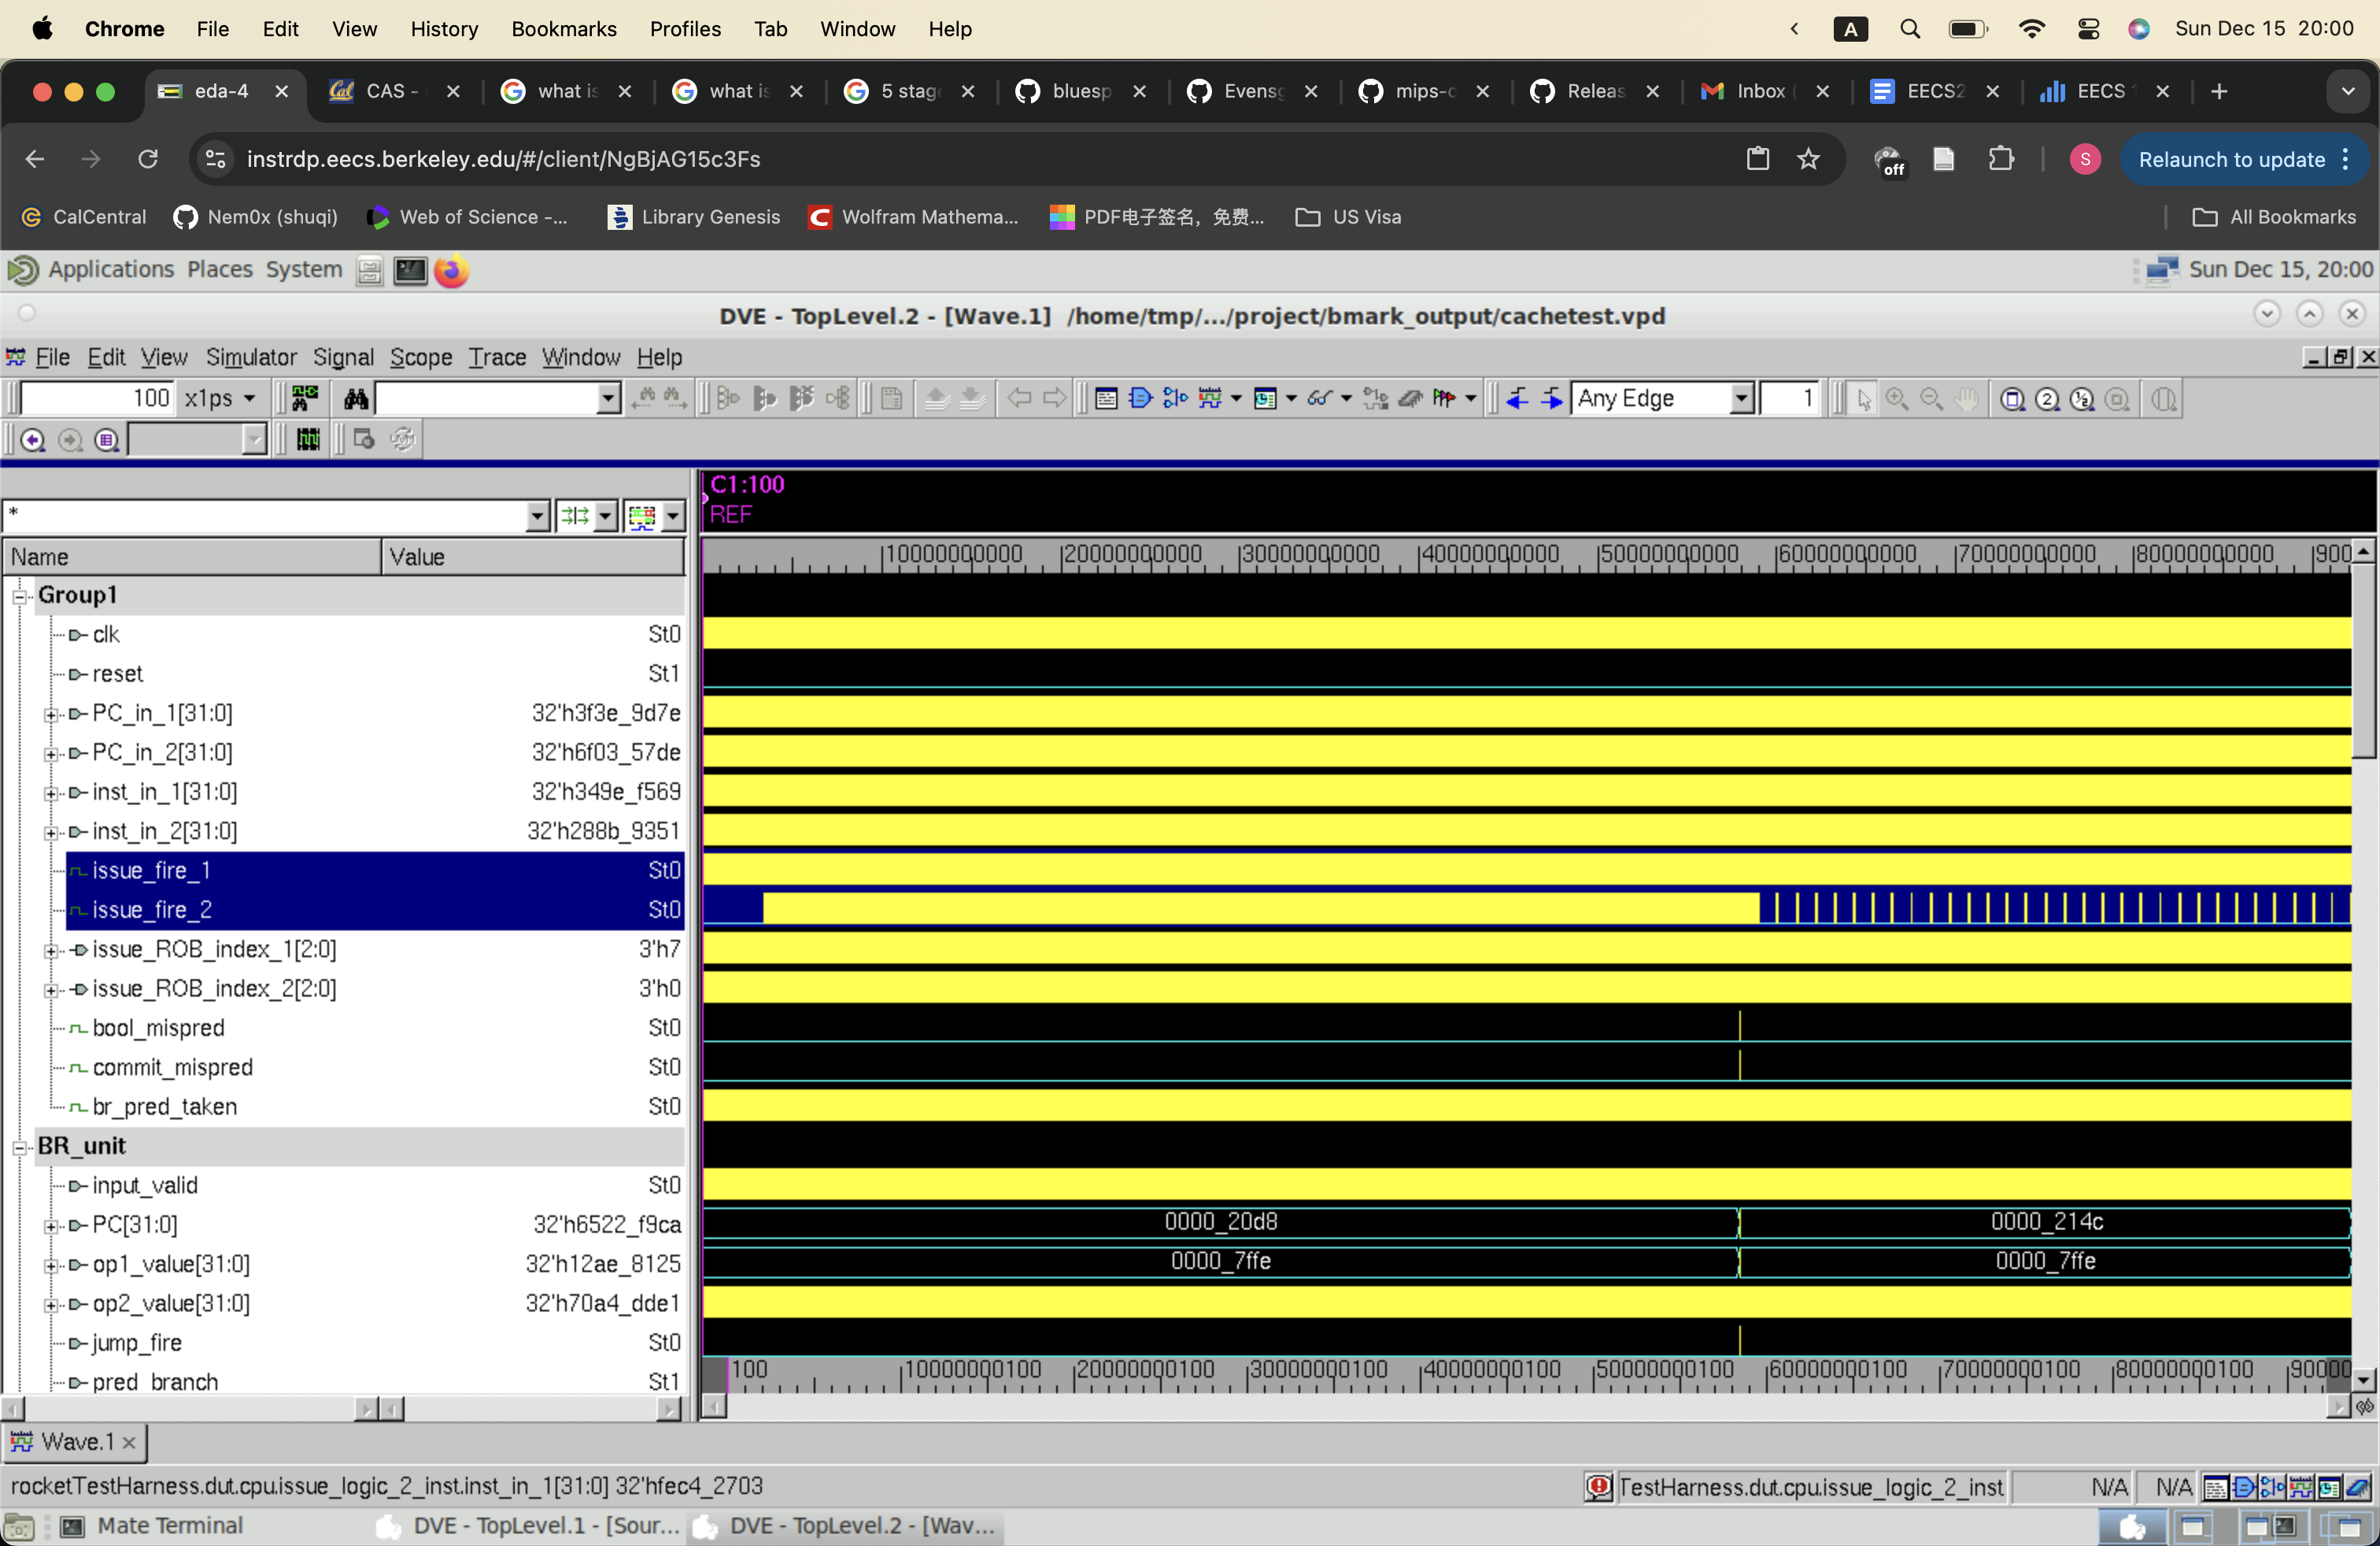 Chrome File Edit View History Bookmarks Profiles Tab Window Help A Sun Dec 15 20:00
eda-4 CAS - what is what is 5 stag bluesp Evensg mips-c Releas Inbox EECS2 EECS 1
instrdp.eecs.berkeley.edu/#/client/NgBjAG15c3Fs off S Relaunch to update
CalCentral Nem0x (shuqi) Web of Science -... Library Genesis Wolfram Mathema... PDF电子签名，免费... US Visa All Bookmarks
Applications Places System Sun Dec 15, 20:00
DVE - TopLevel.2 - [Wave.1] /home/tmp/.../project/bmark_output/cachetest.vpd
File Edit View Simulator Signal Scope Trace Window Help
100 x1ps Any Edge 1
C1:100
* REF
Name Value 10000000000 20000000000 30000000000 40000000000 50000000000 60000000000 70000000000 80000000000 900
Group1
clk St0
reset St1
PC_in_1[31:0] 32'h3f3e_9d7e
PC_in_2[31:0] 32'h6f03_57de
inst_in_1[31:0] 32'h349e_f569
inst_in_2[31:0] 32'h288b_9351
issue_fire_1 St0
issue_fire_2 St0
issue_ROB_index_1[2:0] 3'h7
issue_ROB_index_2[2:0] 3'h0
bool_mispred St0
commit_mispred St0
br_pred_taken St0
BR_unit
input_valid St0
PC[31:0] 32'h6522_f9ca 0000_20d8 0000_214c
op1_value[31:0] 32'h12ae_8125 0000_7ffe 0000_7ffe
op2_value[31:0] 32'h70a4_dde1
jump_fire St0
pred_branch St1 100 10000000100 20000000100 30000000100 40000000100 50000000100 60000000100 70000000100 80000000100 90000
Wave.1
rocketTestHarness.dut.cpu.issue_logic_2_inst.inst_in_1[31:0] 32'hfec4_2703 TestHarness.dut.cpu.issue_logic_2_inst N/A N/A
Mate Terminal DVE - TopLevel.1 - [Sour... DVE - TopLevel.2 - [Wav...